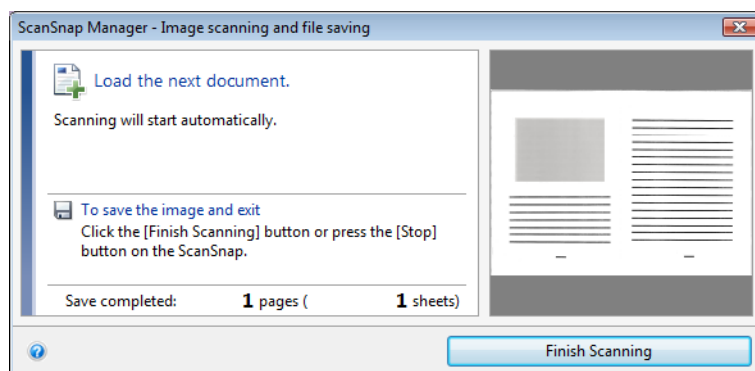 ScanSnap Manager - Image scanning and file saving
Load the next document.
Scanning will start automatically.
To save the image and exit
Click the [Finish Scanning] button or press the [Stop]
button on the ScanSnap.
Save completed: 1 pages ( 1 sheets)
Finish Scanning